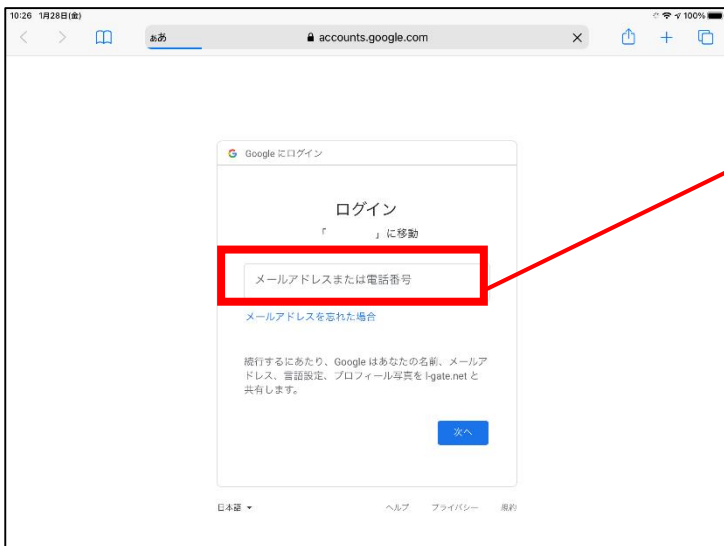 10:26 1月28日(金)
100%
ぁあ
accounts.google.com
Google にログイン
ログイン
「 」に移動
メールアドレスまたは電話番号
メールアドレスを忘れた場合
続行するにあたり、Google はあなたの名前、メールア
ドレス、言語設定、プロフィール写真を l-gate.net と
共有します。
次へ
日本語
ヘルプ プライバシー 規約